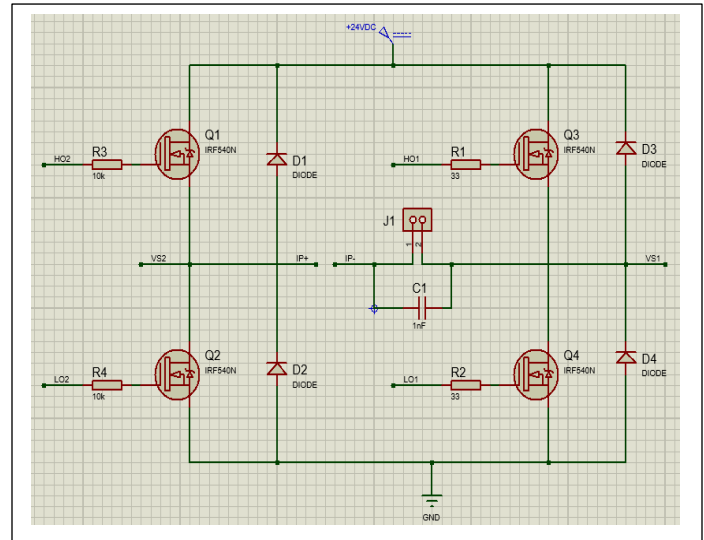 +24VDC
Q1
IRF540N
R3
10k
HO2
D1
DIODE
Q3
IRF540N
R1
33
HO1
D3
DIODE
J1
1
2
VS2
IP+
IP-
VS1
C1
1nF
Q2
IRF540N
R4
10k
LO2
D2
DIODE
Q4
IRF540N
R2
33
LO1
D4
DIODE
GND